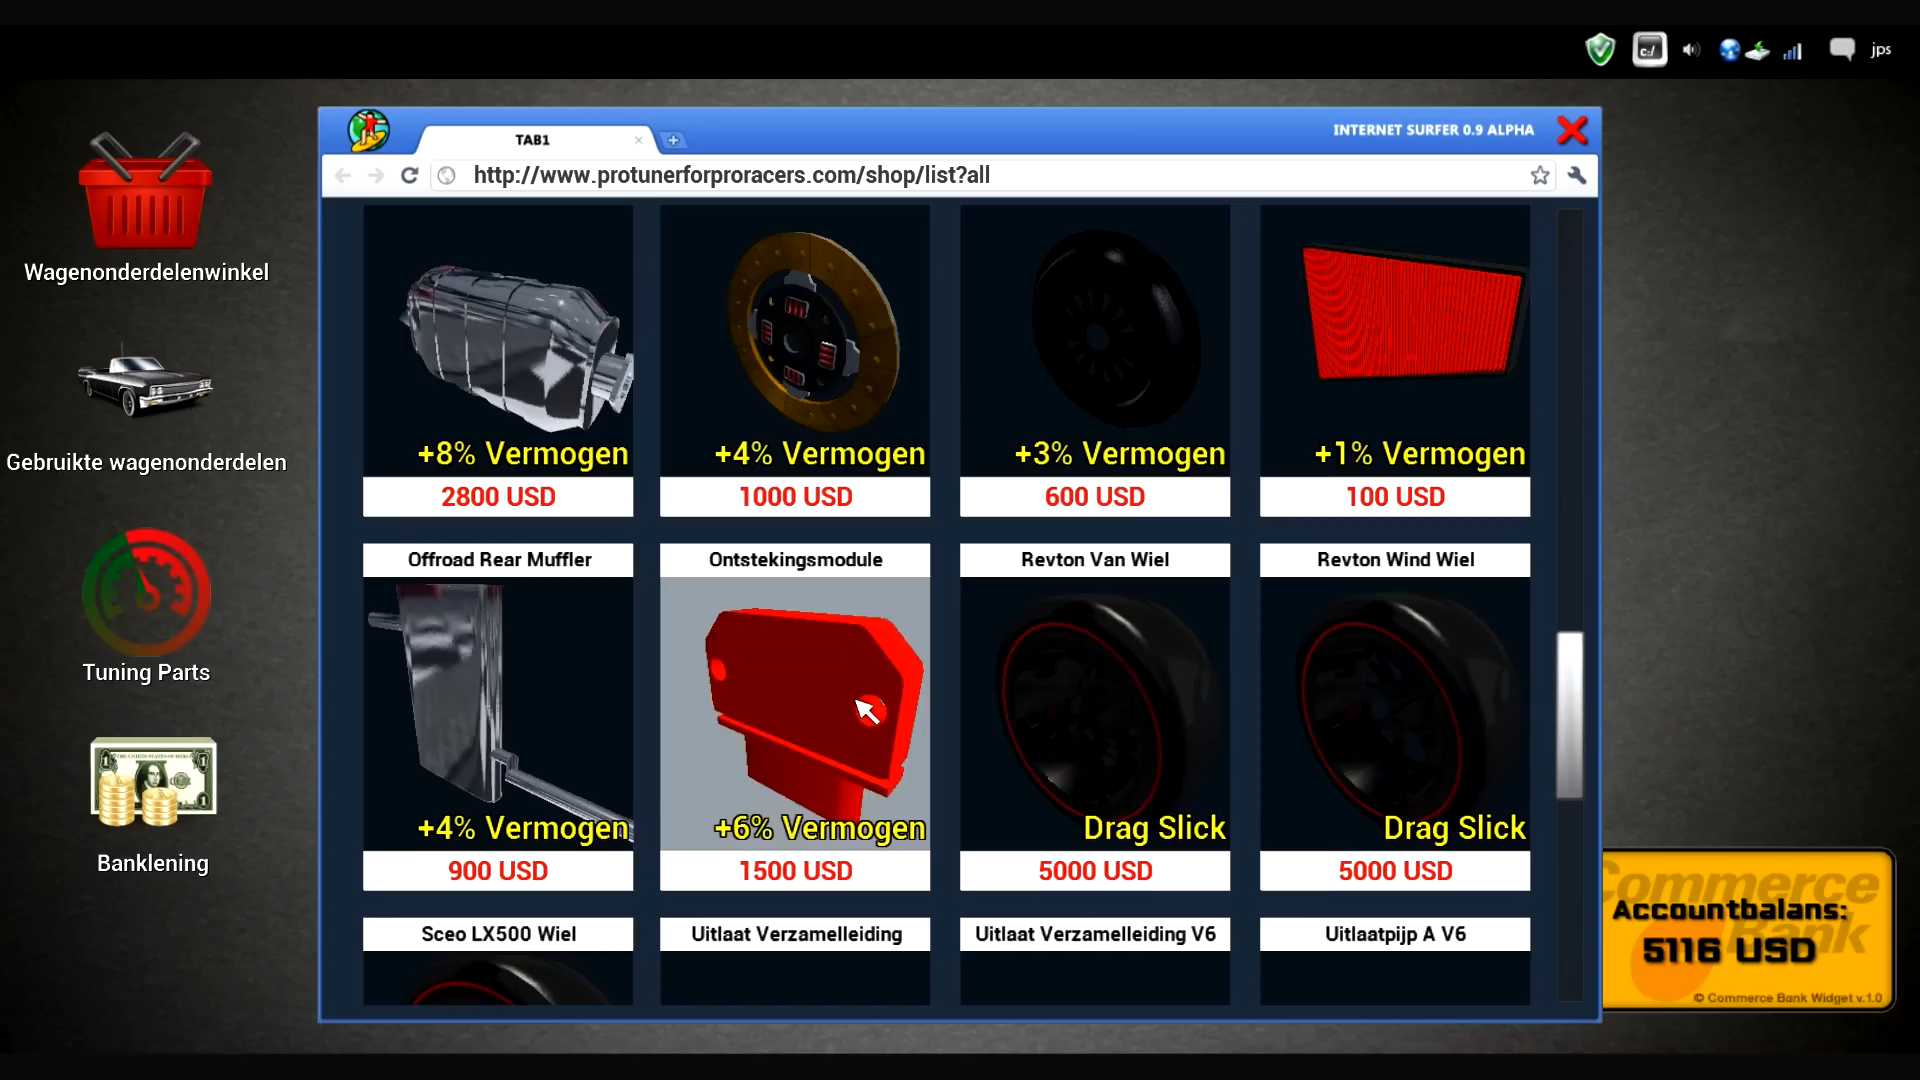 jps
TAB1
INTERNET SURFER 0.9 ALPHA
http://www.protunerforproracers.com/shop/list?all
Wagenonderdelenwinkel
Gebruikte wagenonderdelen
Tuning Parts
Banklening
+8% Vermogen
+4% Vermogen
+3% Vermogen
+1% Vermogen
2800 USD
1000 USD
600 USD
100 USD
Offroad Rear Muffler
Ontstekingsmodule
Revton Van Wiel
Revton Wind Wiel
+4% Vermogen
+6% Vermogen
Drag Slick
Drag Slick
900 USD
1500 USD
5000 USD
5000 USD
Sceo LX500 Wiel
Uitlaat Verzamelleiding
Uitlaat Verzamelleiding V6
Uitlaatpijp A V6
Commerce
Bank
Accountbalans:
5116 USD
© Commerce Bank Widget v.1.0